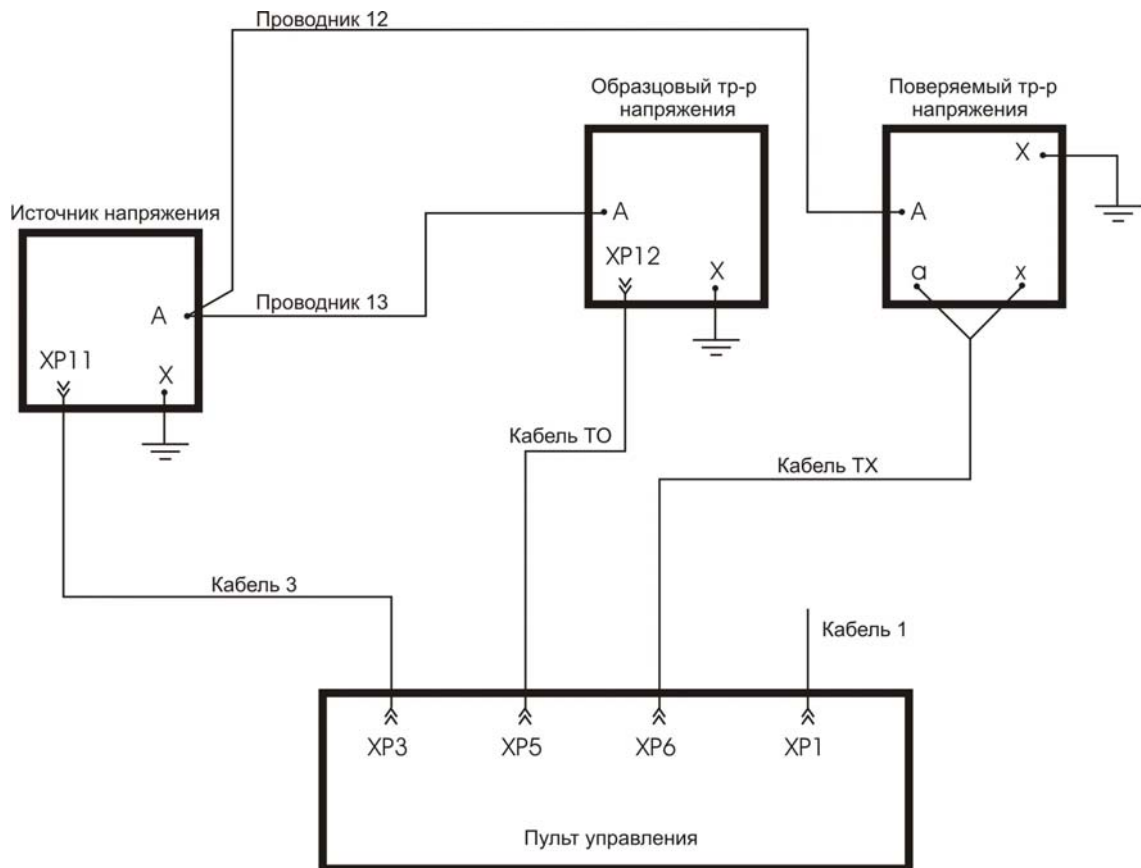 Проводник 12
Образцовый тр-р
напряжения
Поверяемый тр-р
напряжения
X
Источник напряжения
A
A
XP12
X
a
x
Проводник 13
A
XP11
X
Кабель ТО
Кабель ТХ
Кабель 3
Кабель 1
XP3
XP5
XP6
XP1
Пульт управления